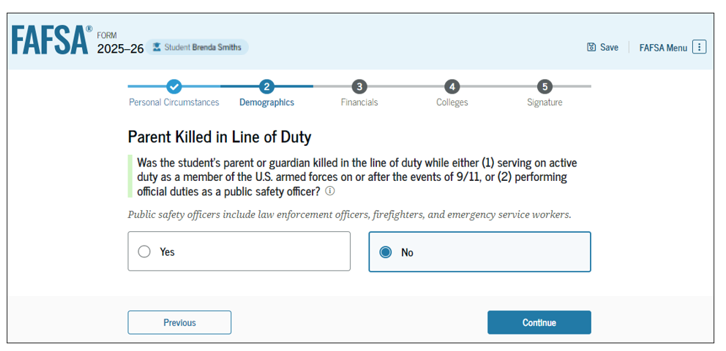 FAFSA®
FORM
2025–26
Student Brenda Smiths
Save
FAFSA Menu
2
3
4
5
Personal Circumstances
Demographics
Financials
Colleges
Signature
Parent Killed in Line of Duty
Was the student's parent or guardian killed in the line of duty while either (1) serving on active
duty as a member of the U.S. armed forces on or after the events of 9/11, or (2) performing
official duties as a public safety officer?
Public safety officers include law enforcement officers, firefighters, and emergency service workers.
Yes
No
Previous
Continue